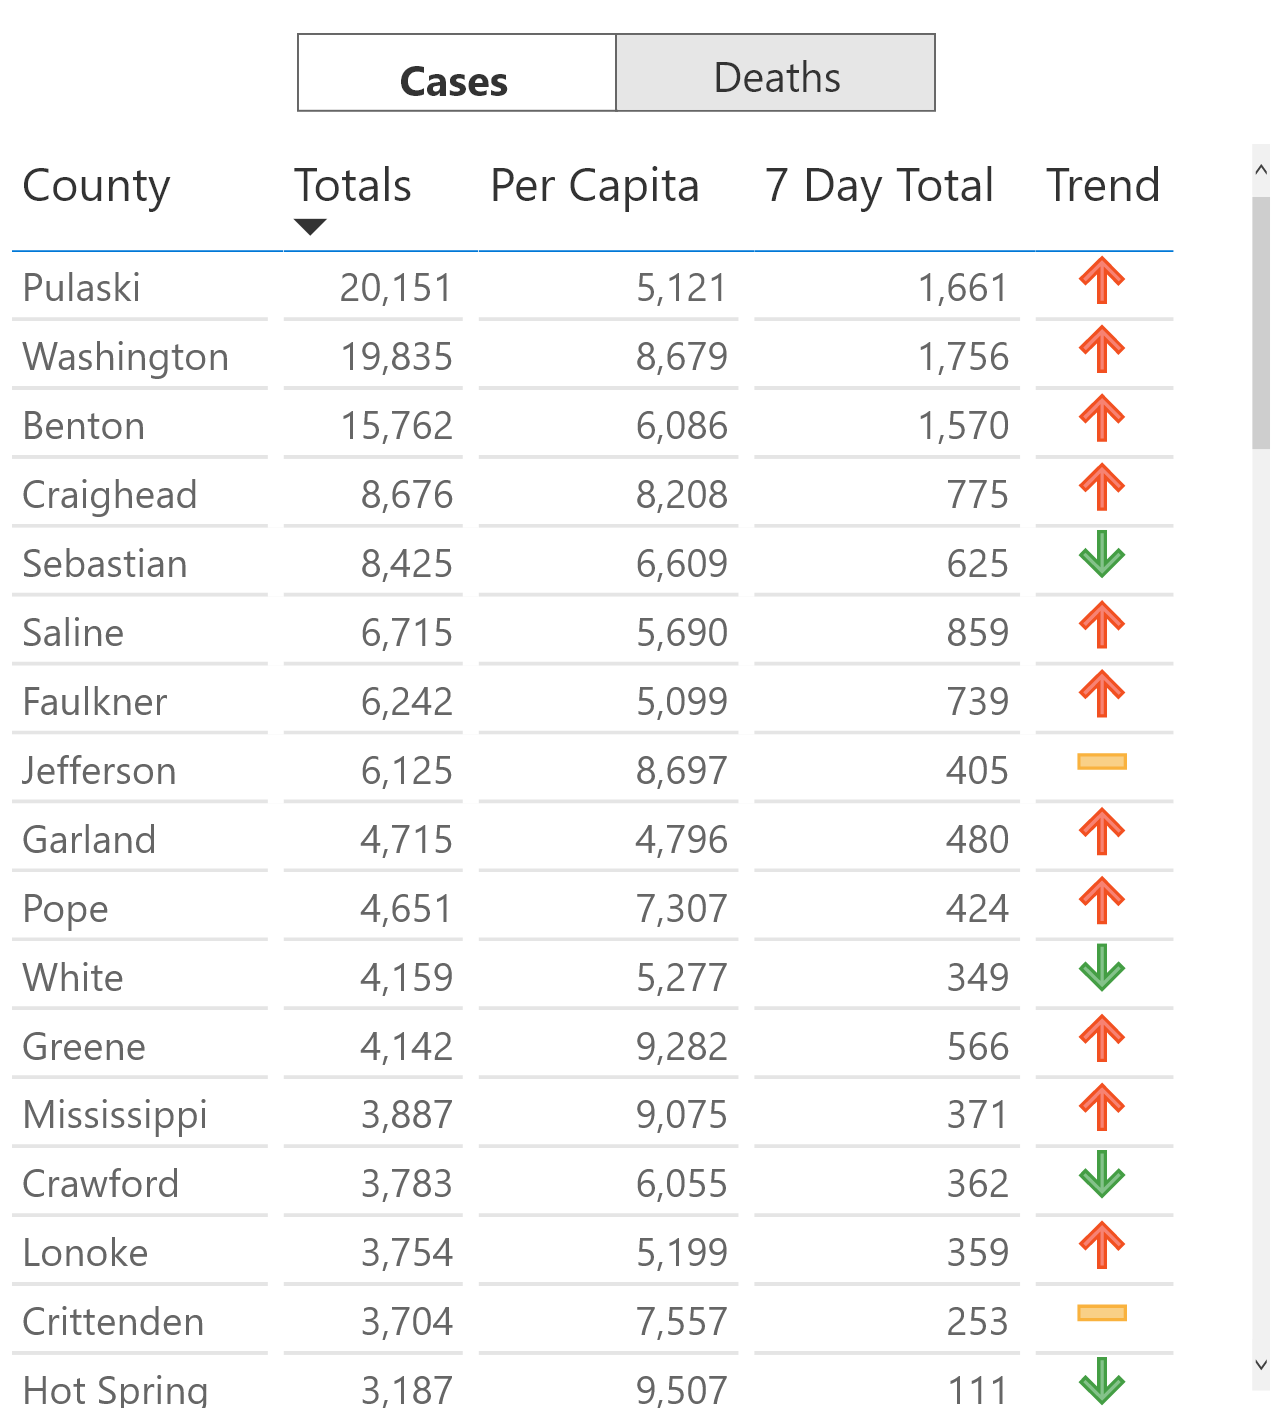 Cases Deaths
County Totals Per Capita 7 Day Total Trend
Pulaski 20,151 5,121 1,661
Washington 19,835 8,679 1,756
Benton 15,762 6,086 1,570
Craighead 8,676 8,208 775
Sebastian 8,425 6,609 625
Saline 6,715 5,690 859
Faulkner 6,242 5,099 739
Jefferson 6,125 8,697 405
Garland 4,715 4,796 480
Pope 4,651 7,307 424
White 4,159 5,277 349
Greene 4,142 9,282 566
Mississippi 3,887 9,075 371
Crawford 3,783 6,055 362
Lonoke 3,754 5,199 359
Crittenden 3,704 7,557 253
Hot Spring 3,187 9,507 111